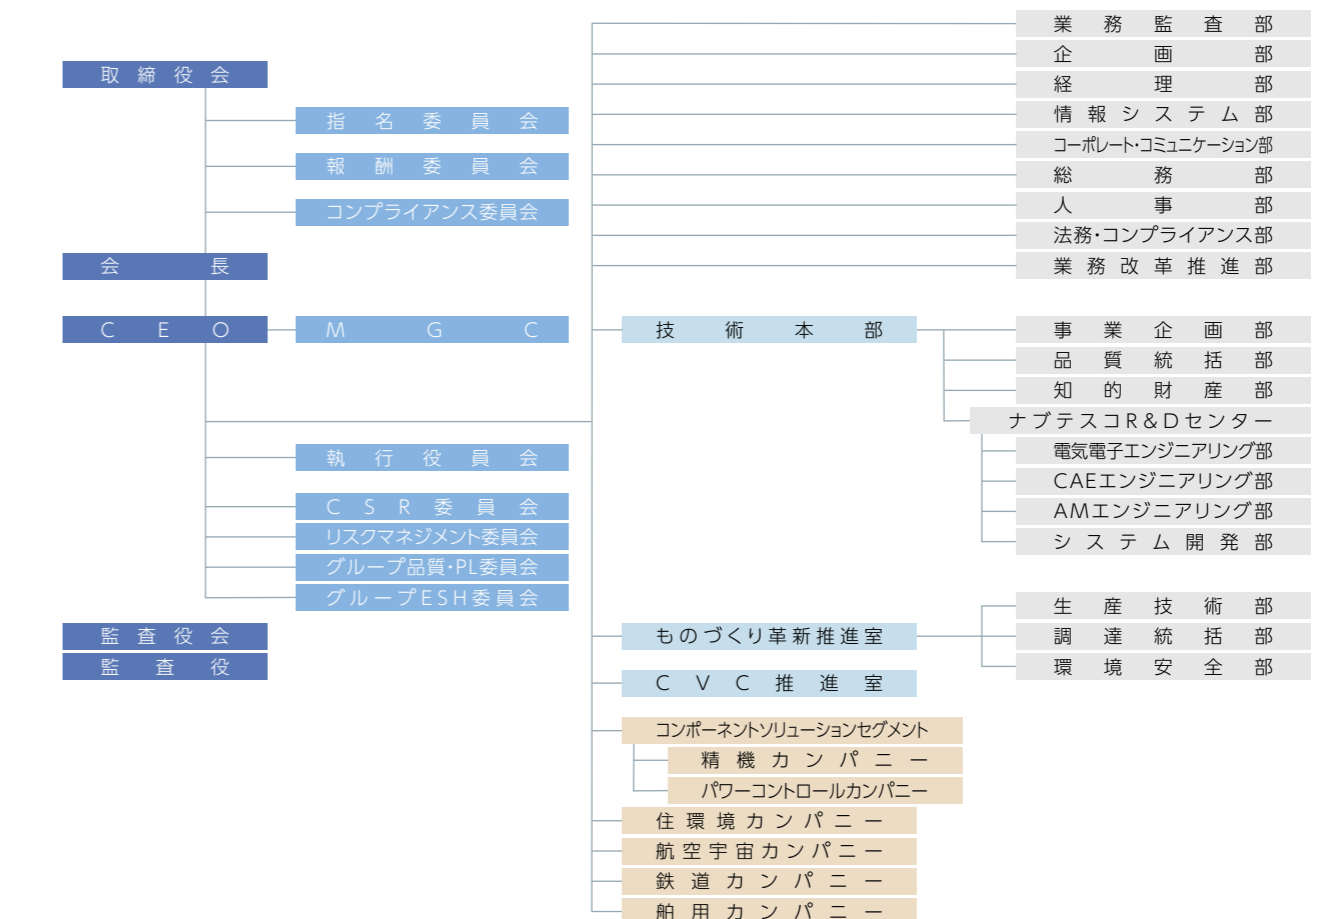 取締役会
指名委員会
報酬委員会
コンプライアンス委員会
会長
CEO
MGC
執行役員会
CSR委員会
リスクマネジメント委員会
グループ品質・PL委員会
グループESH委員会
監査役会
監査役
業務監査部
企画部
経理部
情報システム部
コーポレート・コミュニケーション部
総務部
人事部
法務・コンプライアンス部
業務改革推進部
技術本部
事業企画部
品質統括部
知的財産部
ナブテスコR&Dセンター
電気電子エンジニアリング部
CAEエンジニアリング部
AMエンジニアリング部
システム開発部
ものづくり革新推進室
生産技術部
調達統括部
環境安全部
CVC推進室
コンポーネントソリューションセグメント
精機カンパニー
パワーコントロールカンパニー
住環境カンパニー
航空宇宙カンパニー
鉄道カンパニー
舶用カンパニー